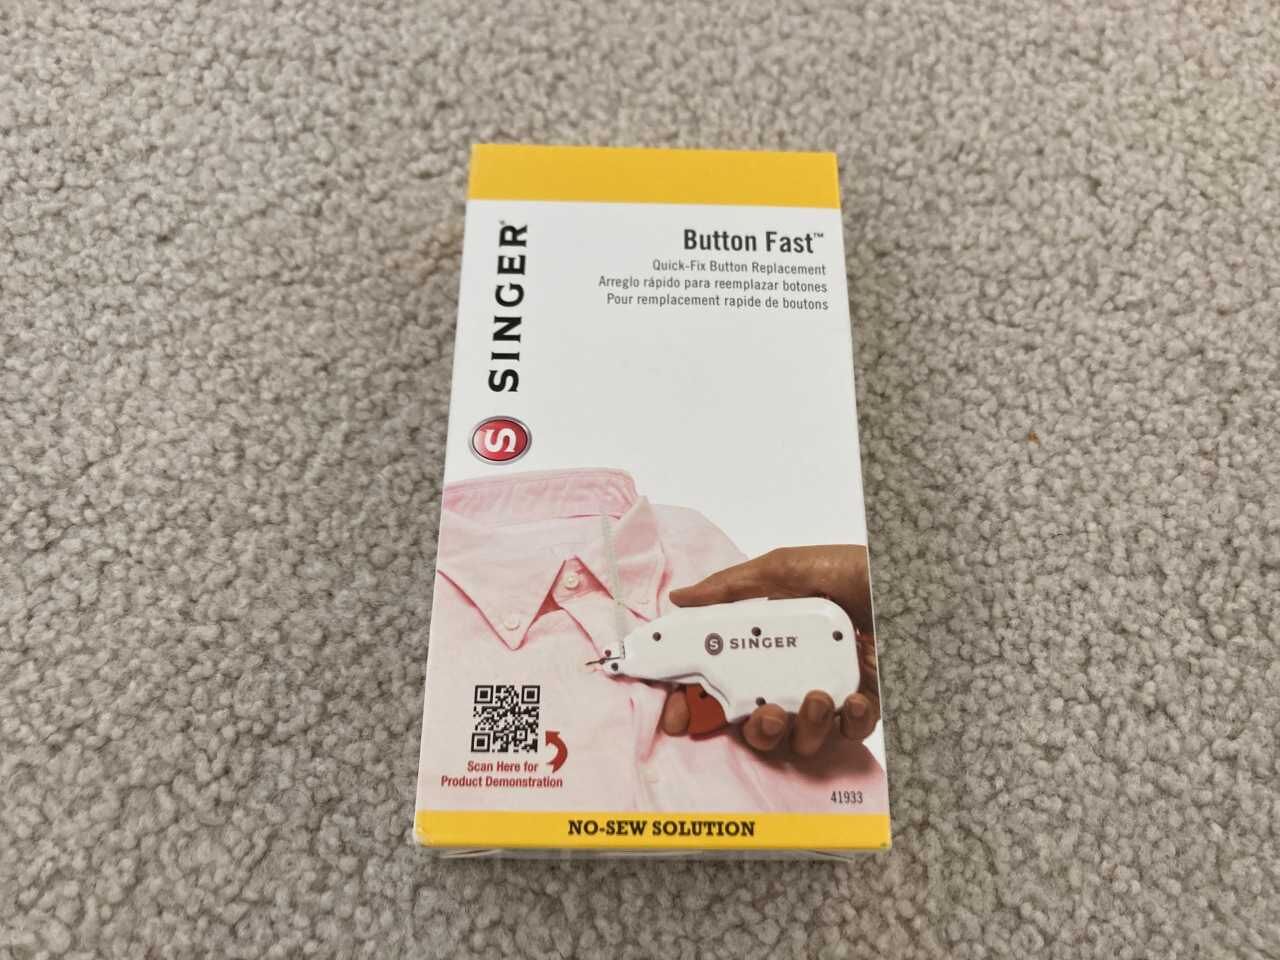 SINGER®
S
Button Fast™
Quick-Fix Button Replacement
Arreglo rápido para reemplazar botones
Pour remplacement rapide de boutons
S SINGER
Scan Here for
Product Demonstration
41933
NO-SEW SOLUTION